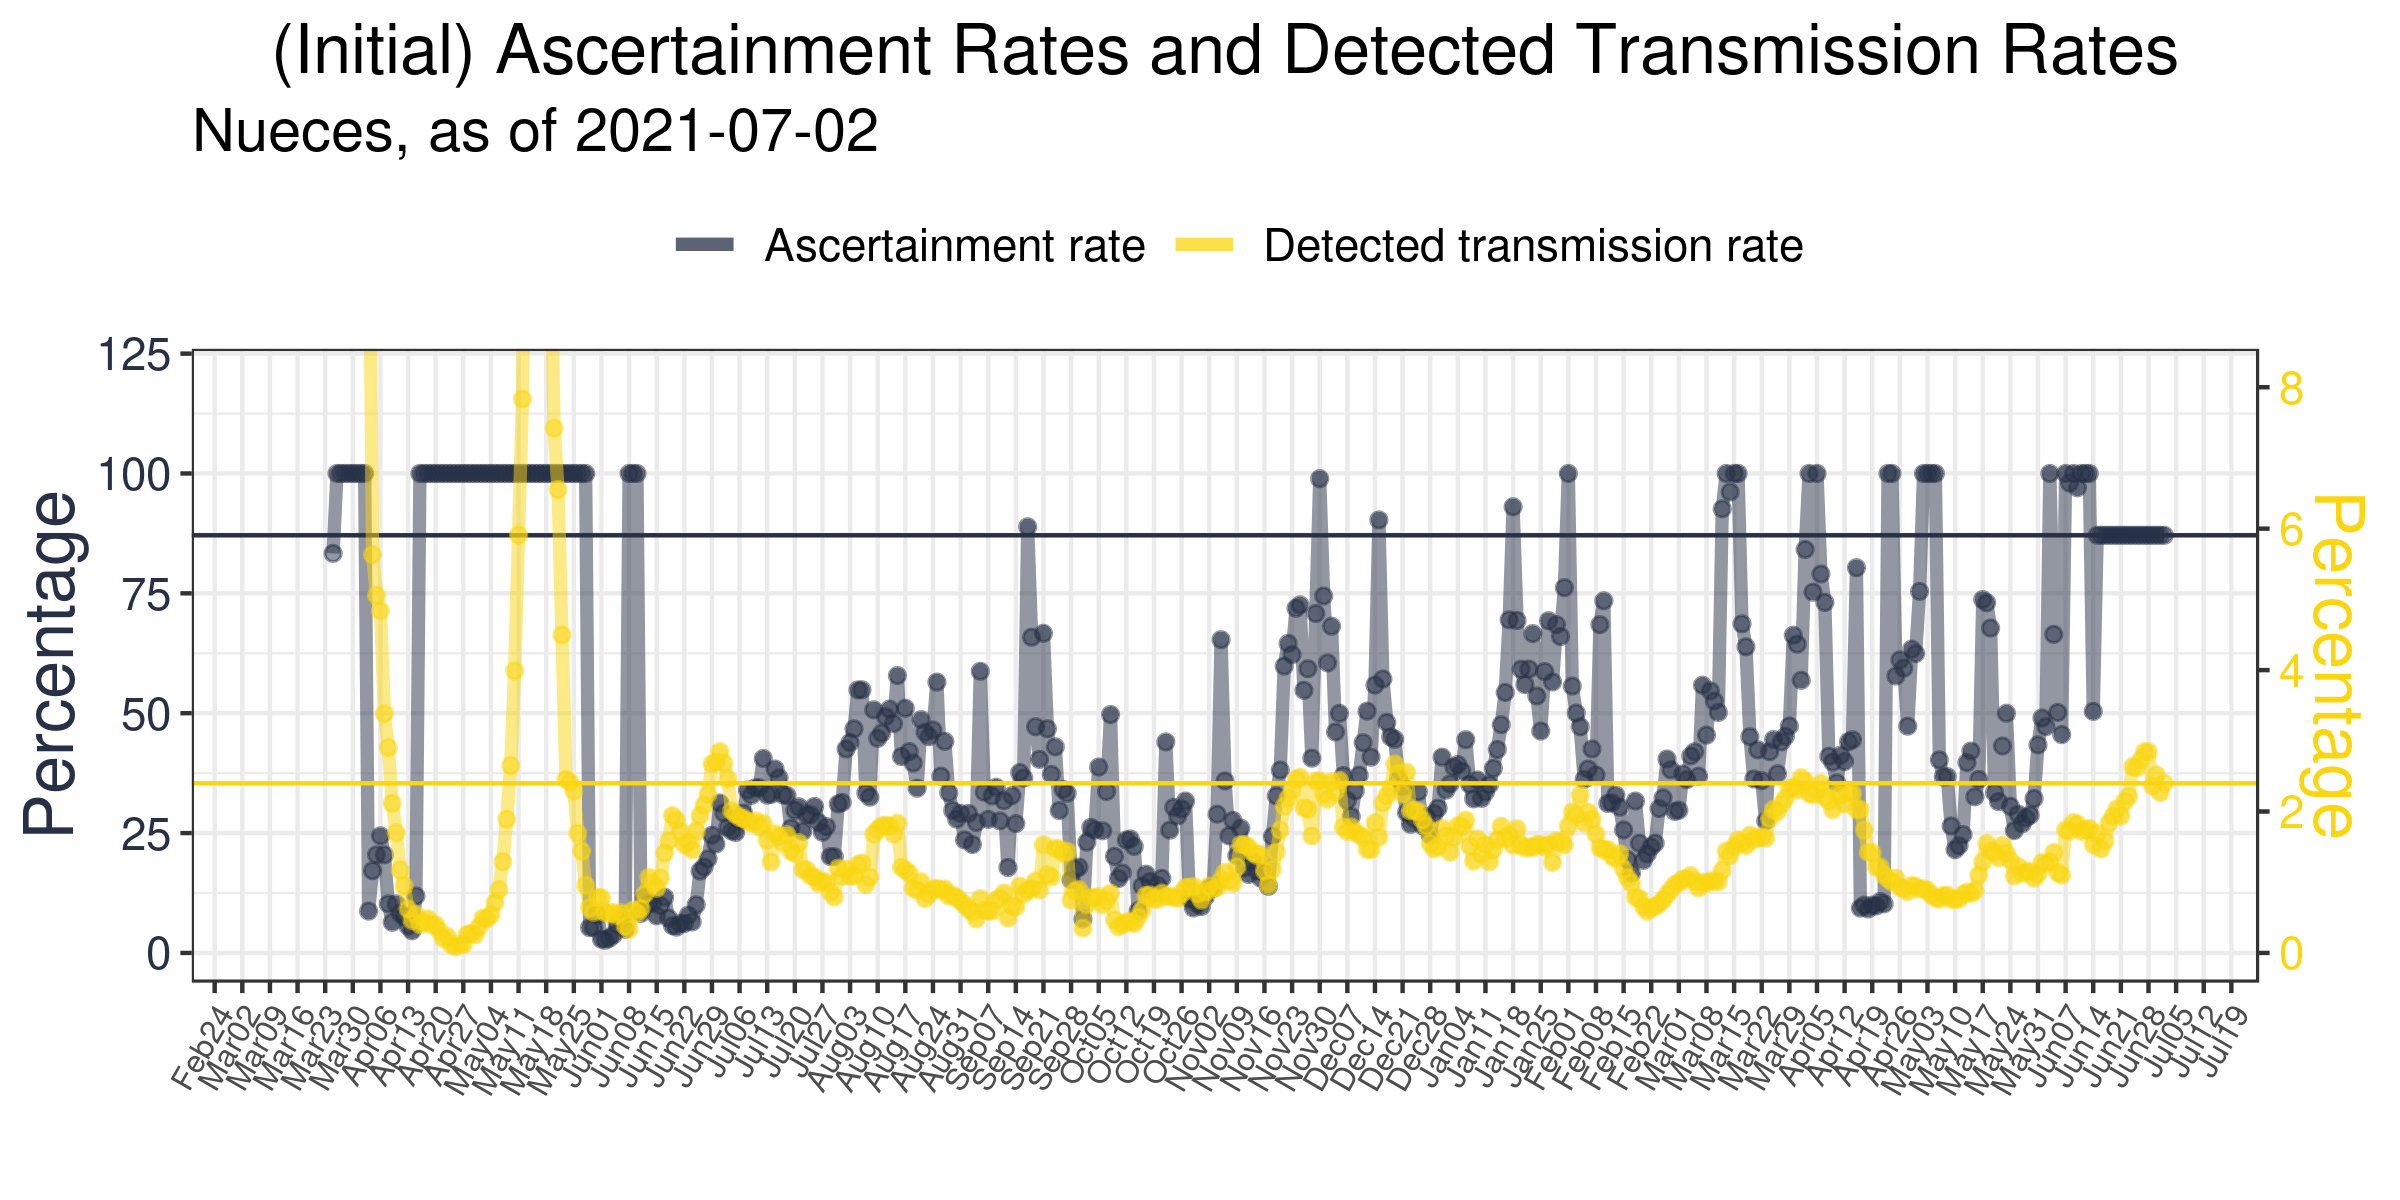 (Initial) Ascertainment Rates and Detected Transmission Rates
Nueces, as of 2021-07-02
Ascertainment rate
Detected transmission rate
Percentage
125
100
75
50
25
0
8
6
4
2
0
Percentage
Feb24
Mar02
Mar09
Mar16
Mar23
Mar30
Apr06
Apr13
Apr20
Apr27
May04
May11
May18
May25
Jun01
Jun08
Jun15
Jun22
Jun29
Jul06
Jul13
Jul20
Jul27
Aug03
Aug10
Aug17
Aug24
Aug31
Sep07
Sep14
Sep21
Sep28
Oct05
Oct12
Oct19
Oct26
Nov02
Nov09
Nov16
Nov23
Nov30
Dec07
Dec14
Dec21
Dec28
Jan04
Jan11
Jan18
Jan25
Feb01
Feb08
Feb15
Feb22
Mar01
Mar08
Mar15
Mar22
Mar29
Apr05
Apr12
Apr19
Apr26
May03
May10
May17
May24
May31
Jun07
Jun14
Jun21
Jun28
Jul05
Jul12
Jul19